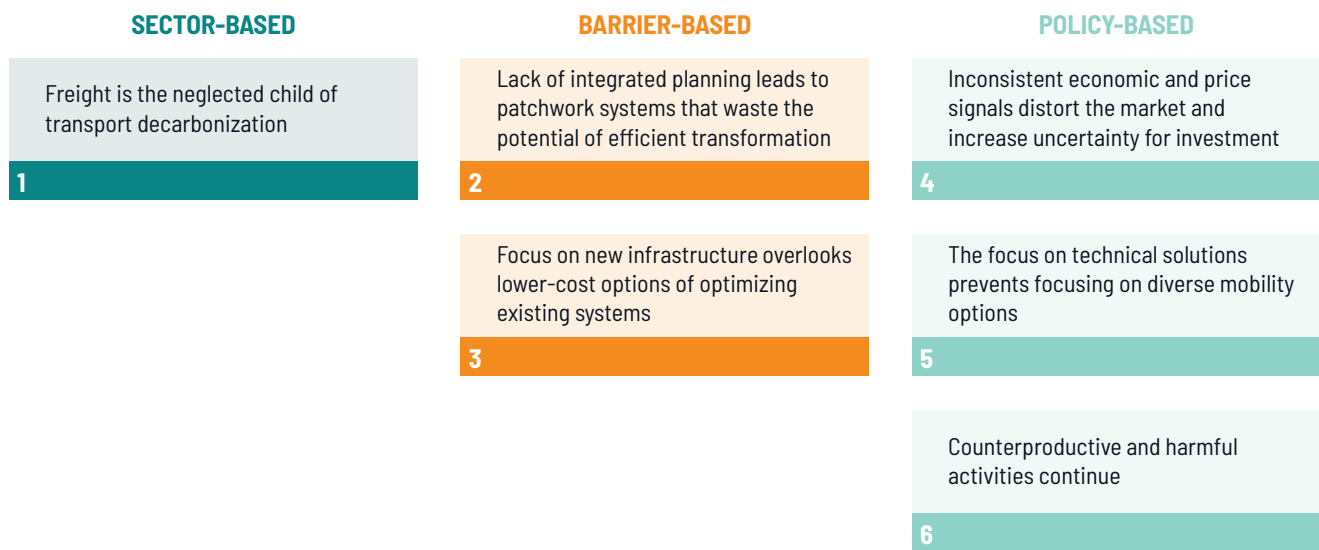 SECTOR-BASED
Freight is the neglected child of
transport decarbonization
1
BARRIER-BASED
Lack of integrated planning leads to
patchwork systems that waste the
potential of efficient transformation
2
Focus on new infrastructure overlooks
lower-cost options of optimizing
existing systems
3
POLICY-BASED
Inconsistent economic and price
signals distort the market and
increase uncertainty for investment
4
The focus on technical solutions
prevents focusing on diverse mobility
options
5
Counterproductive and harmful
activities continue
6